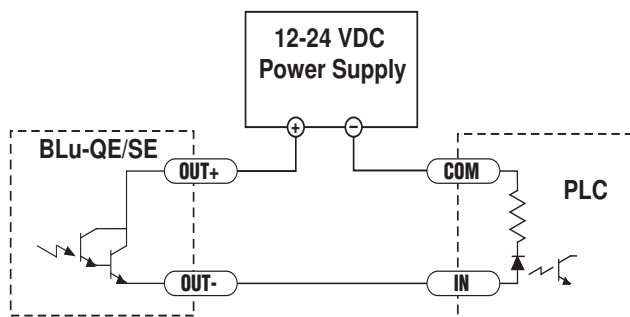 12-24 VDC
Power Supply
+ −
BLu-QE/SE
OUT+
COM
PLC
OUT-
IN